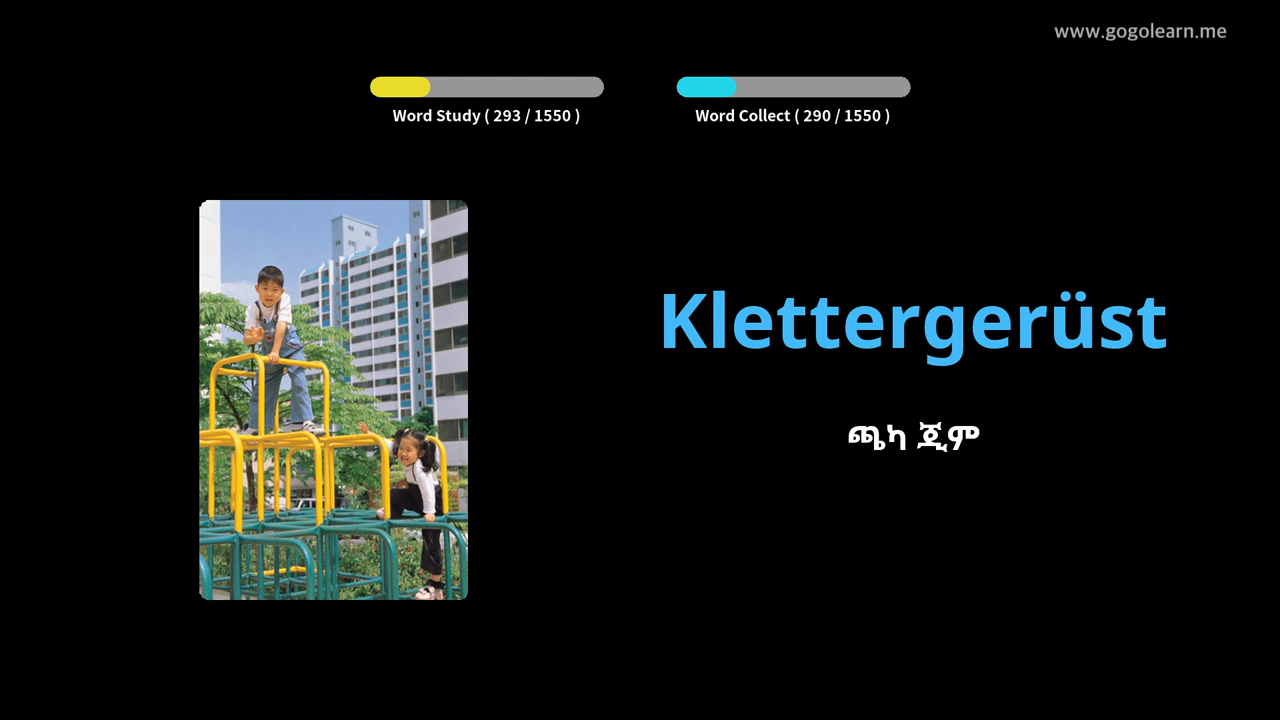 www.gogolearn.me
Word Study ( 293 / 1550 )
Word Collect ( 290 / 1550 )
Klettergerüst
ጫካ ጂም